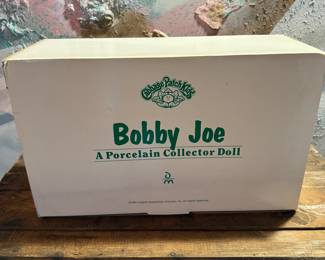 Cabbage Patch Kids
Bobby Joe
A Porcelain Collector Doll